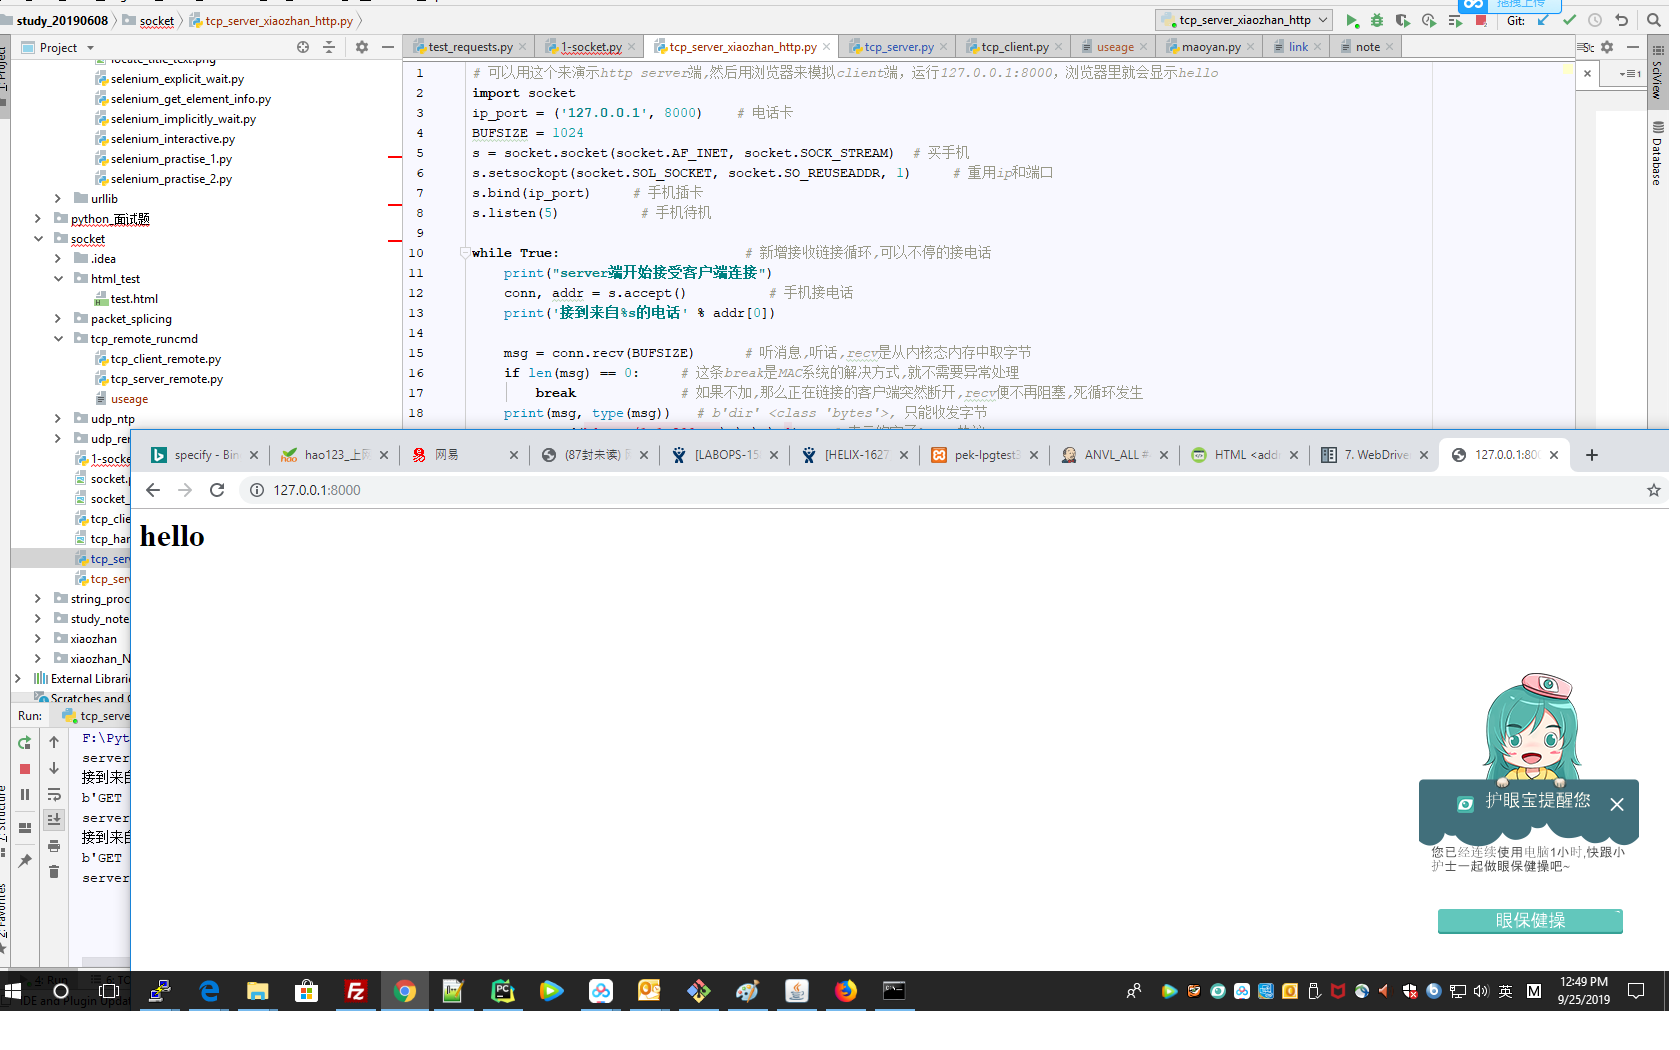 study_20190608
socket
tcp_server_xiaozhan_http.py
tcp_server_xiaozhan_http
Git:
拖拽上传
Project
test_requests.py
1-socket.py
tcp_server_xiaozhan_http.py
tcp_server.py
tcp_client.py
useage
maoyan.py
link
note
SciView
Database
selenium_explicit_wait.py
selenium_get_element_info.py
selenium_implicitly_wait.py
selenium_interactive.py
selenium_practise_1.py
selenium_practise_2.py
urllib
python_面试题
socket
.idea
html_test
test.html
packet_splicing
tcp_remote_runcmd
tcp_client_remote.py
tcp_server_remote.py
useage
udp_ntp
udp_rer
1-socke
socket.p
socket_
tcp_clie
tcp_har
tcp_serv
tcp_serv
string_proc
study_note
xiaozhan
xiaozhan_N
External Librari
Scratches and C
1 # 可以用这个来演示http server端,然后用浏览器来模拟client端，运行127.0.0.1:8000，浏览器里就会显示hello
2 import socket
3 ip_port = ('127.0.0.1', 8000) # 电话卡
4 BUFSIZE = 1024
5 s = socket.socket(socket.AF_INET, socket.SOCK_STREAM) # 买手机
6 s.setsockopt(socket.SOL_SOCKET, socket.SO_REUSEADDR, 1) # 重用ip和端口
7 s.bind(ip_port) # 手机插卡
8 s.listen(5) # 手机待机
9
10 while True: # 新增接收链接循环,可以不停的接电话
11 print("server端开始接受客户端连接")
12 conn, addr = s.accept() # 手机接电话
13 print('接到来自%s的电话' % addr[0])
14
15 msg = conn.recv(BUFSIZE) # 听消息,听话,recv是从内核态内存中取字节
16 if len(msg) == 0: # 这条break是MAC系统的解决方式,就不需要异常处理
17 break # 如果不加,那么正在链接的客户端突然断开,recv便不再阻塞,死循环发生
18 print(msg, type(msg)) # b'dir' <class 'bytes'>, 只能收发字节
specify - Bin
hao123_上网
网易
(87封未读)
[LABOPS-15
[HELIX-1627
pek-lpgtest3
ANVL_ALL #
HTML <add
7. WebDrive
127.0.0.1:80
127.0.0.1:8000
hello
Run:
tcp_serve
F:\Pyt
server
接到来自
b'GET
server
接到来自
b'GET
server
护眼宝提醒您
您已经连续使用电脑1小时,快跟小
护士一起做眼保健操吧~
眼保健操
英
M
12:49 PM
9/25/2019